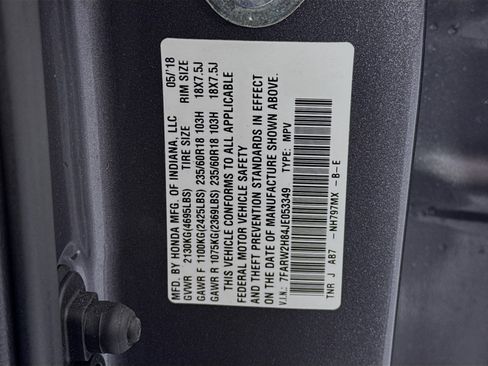 MFD. BY HONDA MFG. OF INDIANA, LLC 05/'18
GVWR 2130KG(4695LBS) TIRE SIZE RIM SIZE
GAWR F 1100KG(2425LBS) 235/60R18 103H 18X7.5J
GAWR R 1075KG(2369LBS) 235/60R18 103H 18X7.5J
THIS VEHICLE CONFORMS TO ALL APPLICABLE
FEDERAL MOTOR VEHICLE SAFETY
AND THEFT PREVENTION STANDARDS IN EFFECT
ON THE DATE OF MANUFACTURE SHOWN ABOVE.
V.I.N.: 7FARW2H84JE053349 TYPE: MPV
TNR J AB7 -NH797MX -B-E